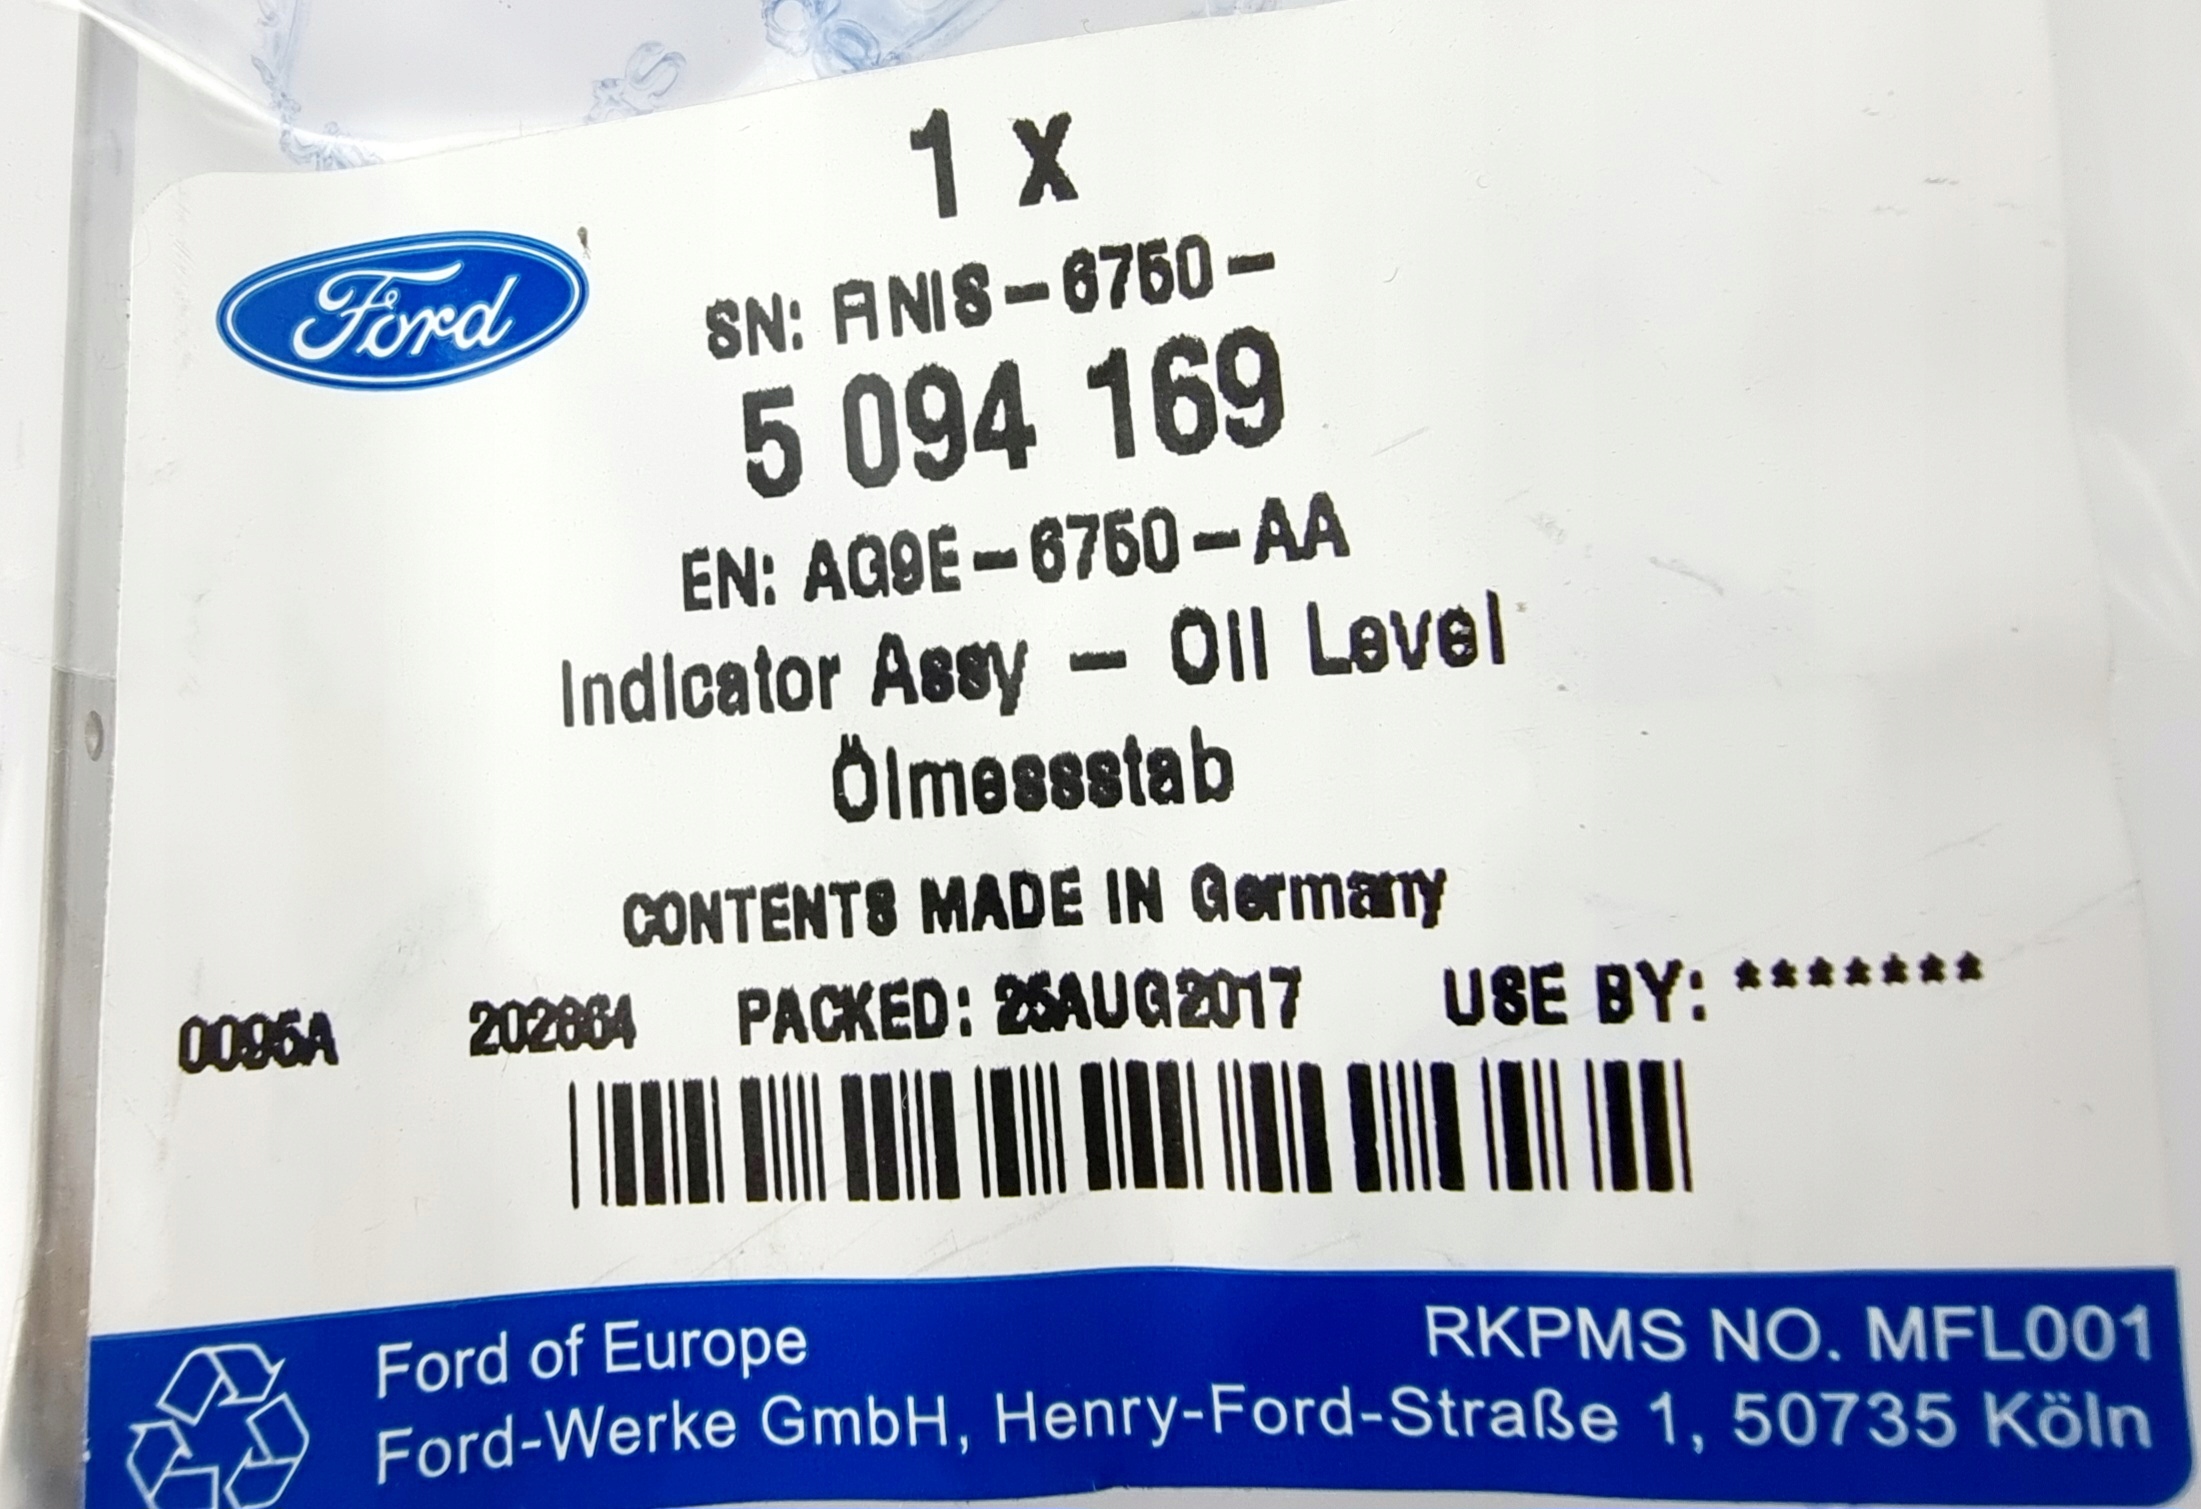 1 x
Ford
SN: ANIS-6750-
5 094 169
EN: AG9E-6750-AA
Indicator Assy - Oil Level
Ölmessstab
CONTENTS MADE IN Germany
0095A 202864 PACKED: 25AUG2017 USE BY: *******
Ford of Europe
RKPMS NO. MFL001
Ford-Werke GmbH, Henry-Ford-Straße 1, 50735 Köln